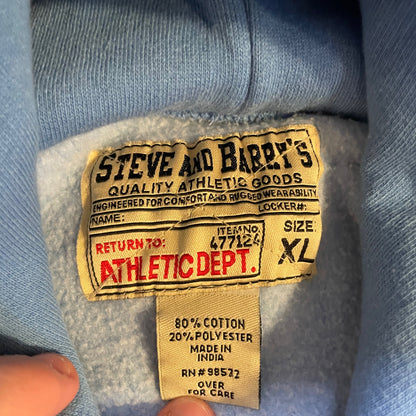 STEVE AND BARRY'S
QUALITY ATHLETIC GOODS
ENGINEERED FOR COMFORT AND RUGGED WEARABILITY
NAME: LOCKER#:
RETURN TO: ITEM NO. SIZE:
477124 XL
ATHLETIC DEPT.
80% COTTON
20% POLYESTER
MADE IN
INDIA
RN # 98532
OVER
FOR CARE